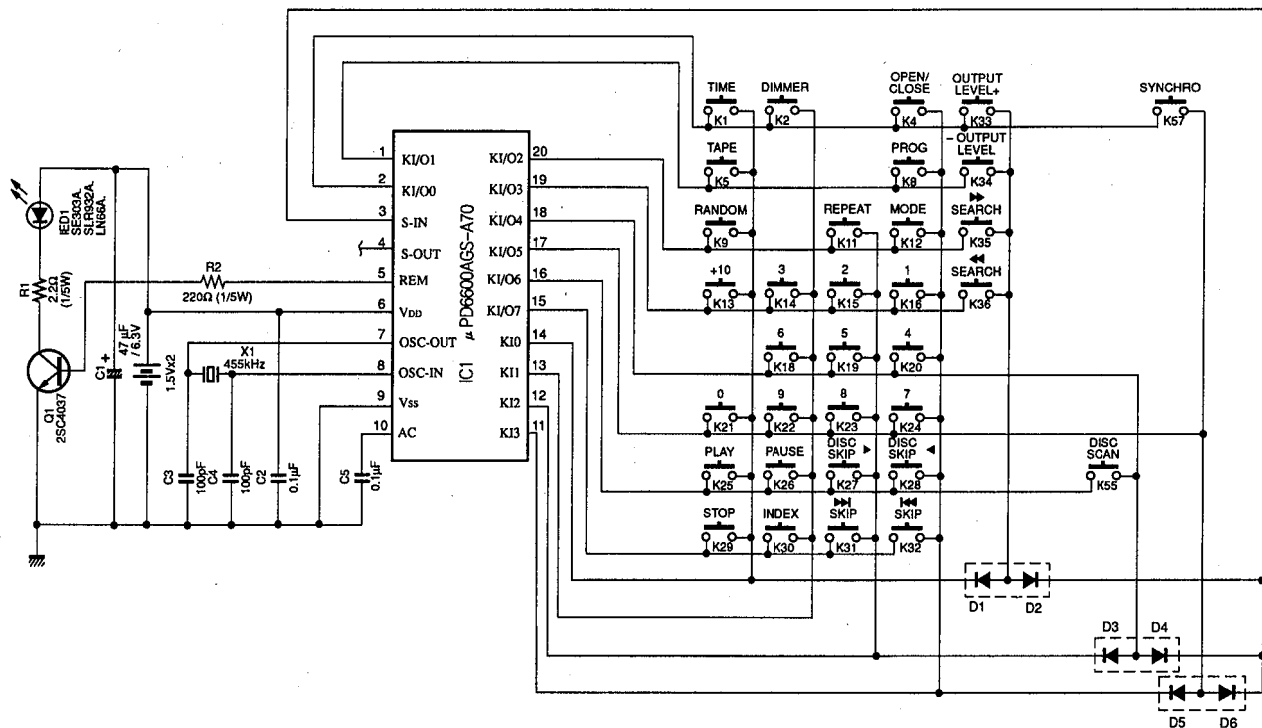 TIME
DIMMER
OPEN/
CLOSE
OUTPUT
LEVEL+
SYNCHRO
K1
K2
K4
K33
K57
TAPE
PROG
− OUTPUT
LEVEL
K5
K8
K34
RANDOM
REPEAT
MODE
SEARCH
K9
K11
K12
K35
SEARCH
+10
3
2
1
K13
K14
K15
K16
K36
6
5
4
K18
K19
K20
0
9
8
7
K21
K22
K23
K24
PLAY
PAUSE
DISC
SKIP
DISC
SKIP
DISC
SCAN
K25
K26
K27
K28
K55
STOP
INDEX
SKIP
SKIP
K29
K30
K31
K32
1 KI/O1
2 KI/O0
3 S-IN
4 S-OUT
5 REM
6 VDD
7 OSC-OUT
8 OSC-IN
9 Vss
10 AC
IC1
μPD6600AGS-A70
KI/O2 20
KI/O3 19
KI/O4 18
KI/O5 17
KI/O6 16
KI/O7 15
KI0 14
KI1 13
KI2 12
KI3 11
IED1
SE303A.
SLR932A.
LN66A.
R1
2.2Ω
(1/5W)
R2
220Ω (1/5W)
Q1
2SC4037
C1 +
47 μF
/ 6.3V
1.5Vx2
X1
455kHz
C3
100pF
C4
100pF
C2
0.1μF
C5
0.1μF
D1
D2
D3
D4
D5
D6